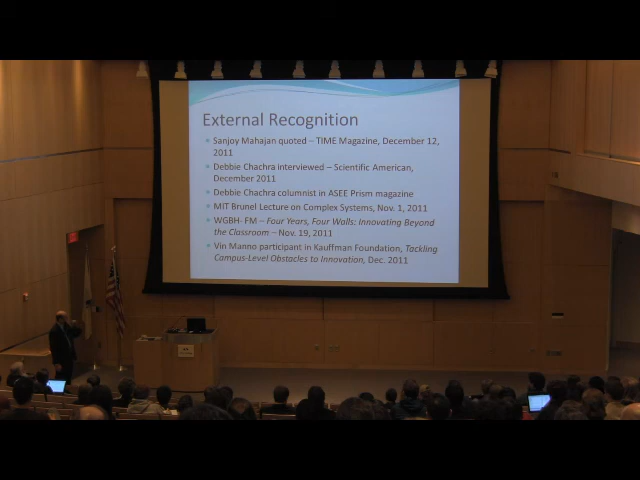 External Recognition
Sanjoy Mahajan quoted – TIME Magazine, December 12,
2011
Debbie Chachra interviewed – Scientific American,
December 2011
Debbie Chachra columnist in ASEE Prism magazine
MIT Brunel Lecture on Complex Systems, Nov. 1, 2011
WGBH- FM – Four Years, Four Walls: Innovating Beyond
the Classroom – Nov. 19, 2011
Vin Manno participant in Kauffman Foundation, Tackling
Campus-Level Obstacles to Innovation, Dec. 2011